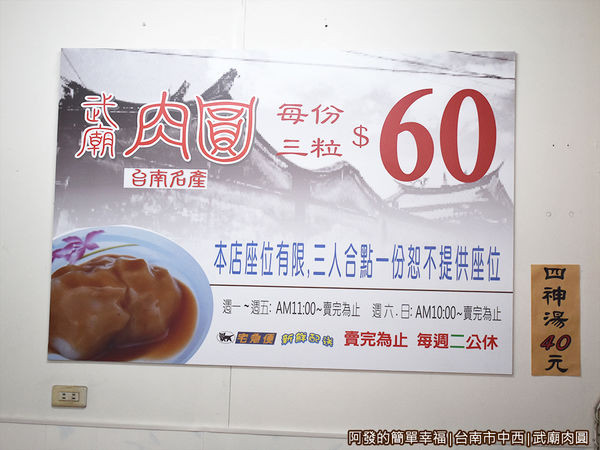 武廟 肉圓
每份
三粒 $60
台南名產
本店座位有限,三人合點一份恕不提供座位
週一~週五: AM11:00~賣完為止 週六.日: AM10:00~賣完為止
宅急便 新鮮配送 賣完為止 每週二公休
四神湯40元
阿發的簡單幸福|台南市中西|武廟肉圓